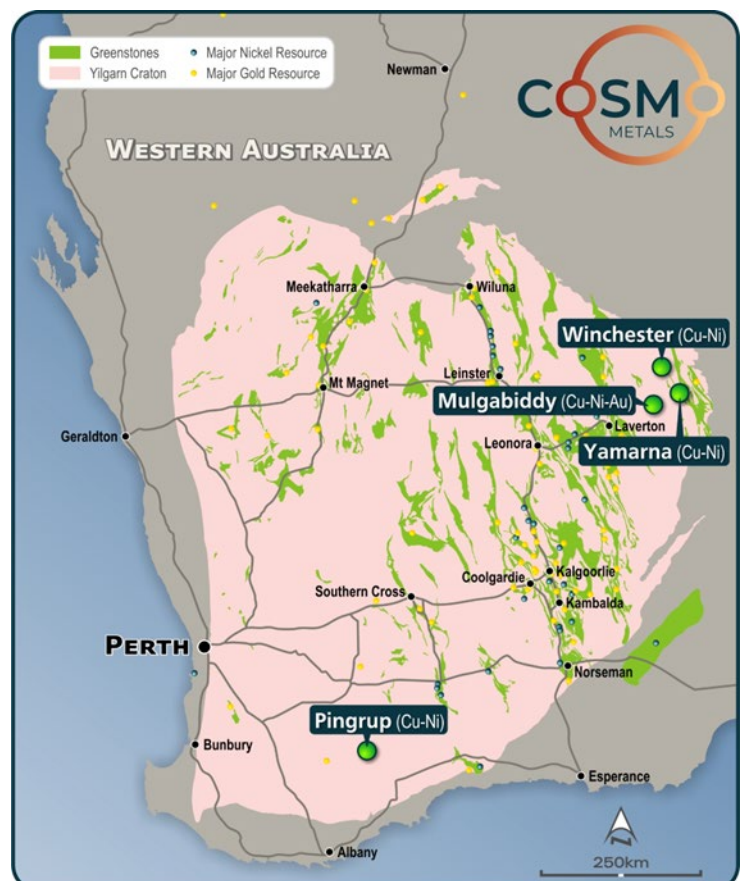 Greenstones
Major Nickel Resource
Yilgarn Craton
Major Gold Resource
Newman
COSMO
METALS
WESTERN AUSTRALIA
Meekatharra
Wiluna
Winchester (Cu-Ni)
Leinster
Mt Magnet
Mulgabiddy (Cu-Ni-Au)
Laverton
Geraldton
Leonora
Yamarna (Cu-Ni)
Kalgoorlie
Coolgardie
Southern Cross
Kambalda
PERTH
Norseman
Pingrup (Cu-Ni)
Bunbury
Esperance
Albany
N
250km